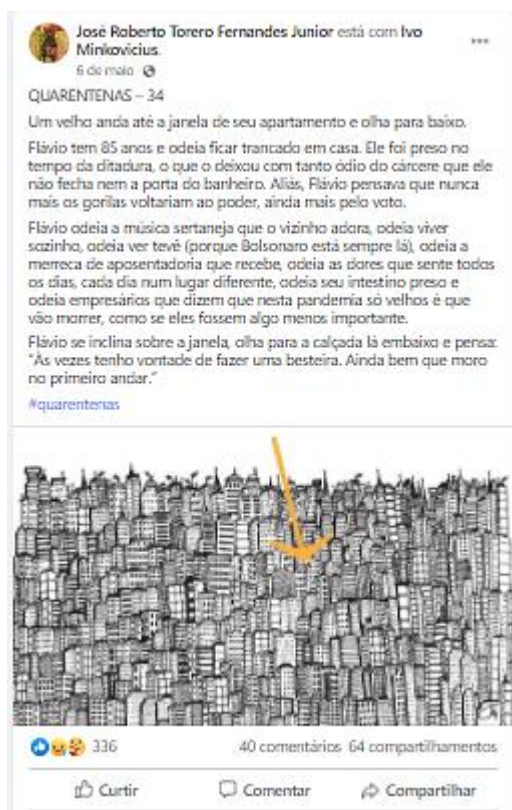 José Roberto Torero Fernandes Junior está com Ivo
Minkovicius.
6 de maio
QUARENTENAS – 34
Um velho anda até a janela de seu apartamento e olha para baixo.
Flávio tem 85 anos e odeia ficar trancado em casa. Ele foi preso no
tempo da ditadura, o que o deixou com tanto ódio do cárcere que ele
não fecha nem a porta do banheiro. Aliás, Flávio pensava que nunca
mais os gorilas voltariam ao poder, ainda mais pelo voto.
Flávio odeia a música sertaneja que o vizinho adora, odeia viver
sozinho, odeia ver tevê (porque Bolsonaro está sempre lá), odeia a
merreca de aposentadoria que recebe, odeia as dores que sente todos
os dias, cada dia num lugar diferente, odeia seu intestino preso e
odeia empresários que dizem que nesta pandemia só velhos é que
vão morrer, como se eles fossem algo menos importante.
Flávio se inclina sobre a janela, olha para a calçada lá embaixo e pensa:
"Às vezes tenho vontade de fazer uma besteira. Ainda bem que moro
no primeiro andar."
#quarentenas
336 40 comentários 64 compartilhamentos
Curtir Comentar Compartilhar